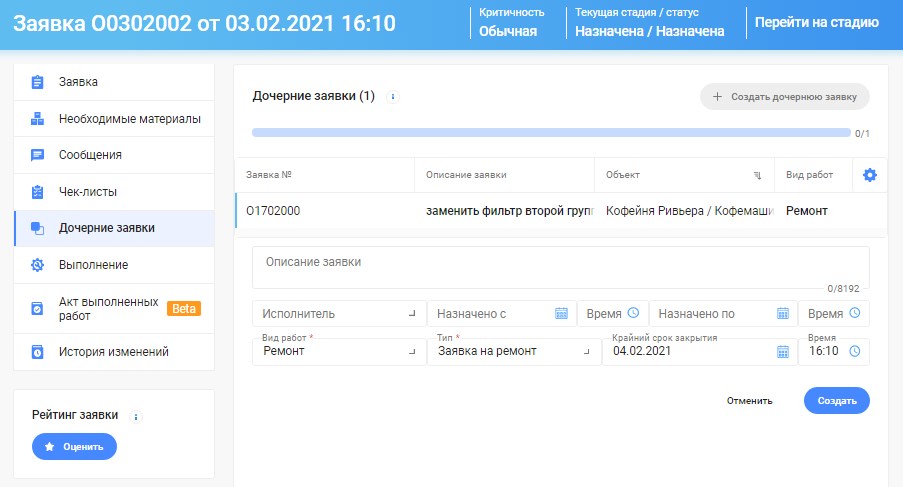 Заявка О0302002 от 03.02.2021 16:10
Критичность
Обычная
Текущая стадия / статус
Назначена / Назначена
Перейти на стадию
Заявка
Необходимые материалы
Сообщения
Чек-листы
Дочерние заявки
Выполнение
Акт выполненных
работ
Beta
История изменений
Рейтинг заявки
Оценить
Дочерние заявки (1)
Создать дочернюю заявку
0/1
Заявка №
Описание заявки
Объект
Вид работ
О1702000
заменить фильтр второй груп
Кофейня Ривьера / Кофемаши
Ремонт
Описание заявки
0/8192
Исполнитель
Назначено с
Время
Назначено по
Время
Вид работ *
Ремонт
Тип *
Заявка на ремонт
Крайний срок закрытия
04.02.2021
Время
16:10
Отменить
Создать